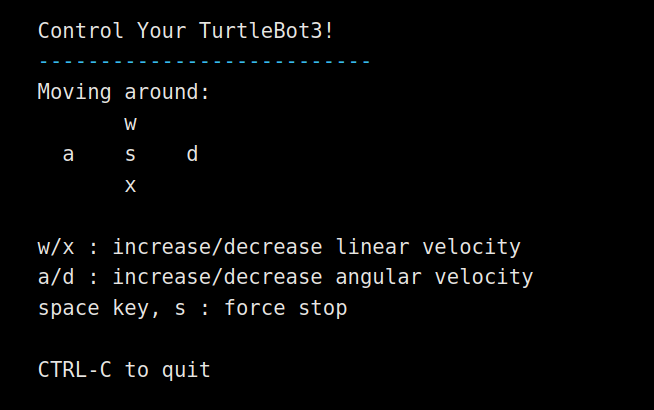 Control Your TurtleBot3!
---------------------------
Moving around:
       w
  a    s    d
       x

w/x : increase/decrease linear velocity
a/d : increase/decrease angular velocity
space key, s : force stop

CTRL-C to quit